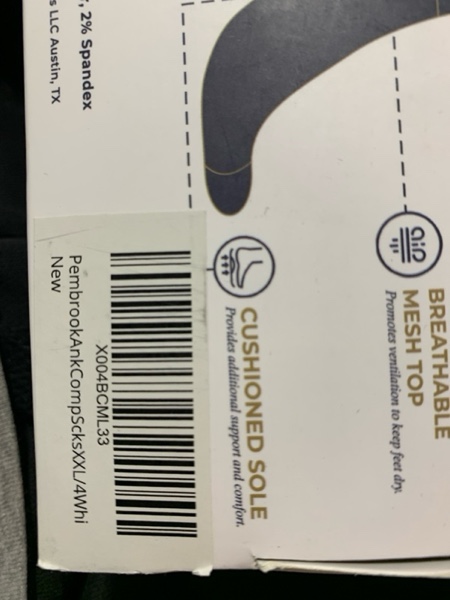 BREATHABLE
MESH TOP
Promotes ventilation to keep feet dry.
CUSHIONED SOLE
Provides additional support and comfort.
, 2% Spandex
s LLC Austin, TX
X004BCML33
PembrookAnkCompScksXXL/4Whi
New